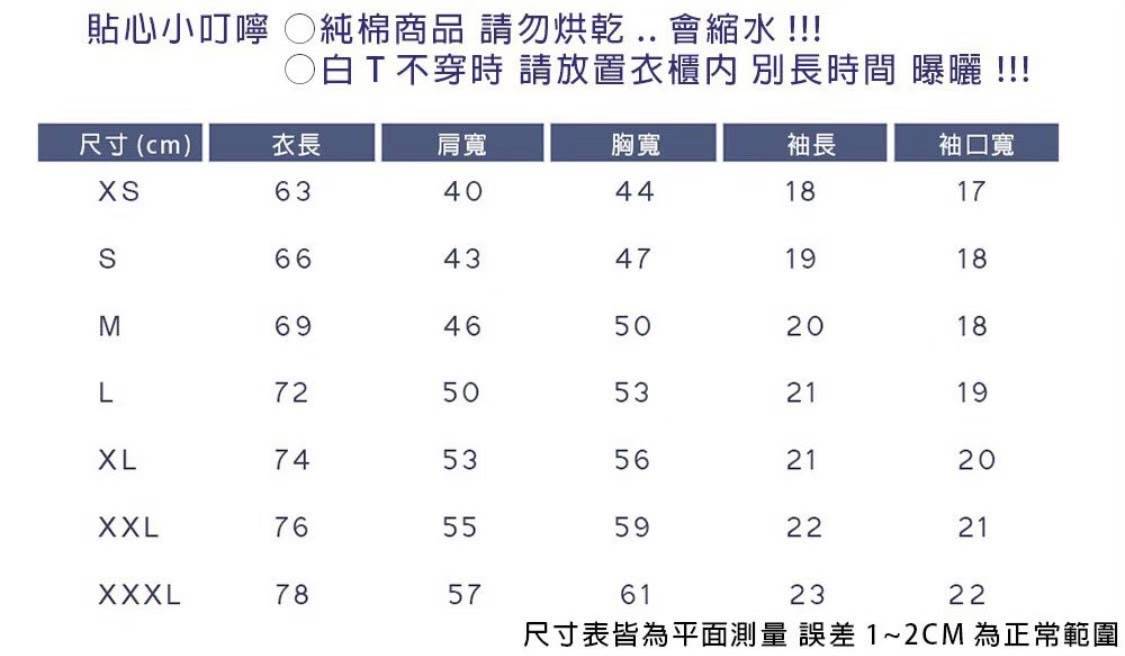 貼心小叮嚀 ○純棉商品 請勿烘乾 .. 會縮水 !!!
○白 T 不穿時 請放置衣櫃內 別長時間 曝曬 !!!
尺寸(cm) 衣長 肩寬 胸寬 袖長 袖口寬
XS 63 40 44 18 17
S 66 43 47 19 18
M 69 46 50 20 18
L 72 50 53 21 19
XL 74 53 56 21 20
XXL 76 55 59 22 21
XXXL 78 57 61 23 22
尺寸表皆為平面測量 誤差 1~2CM 為正常範圍